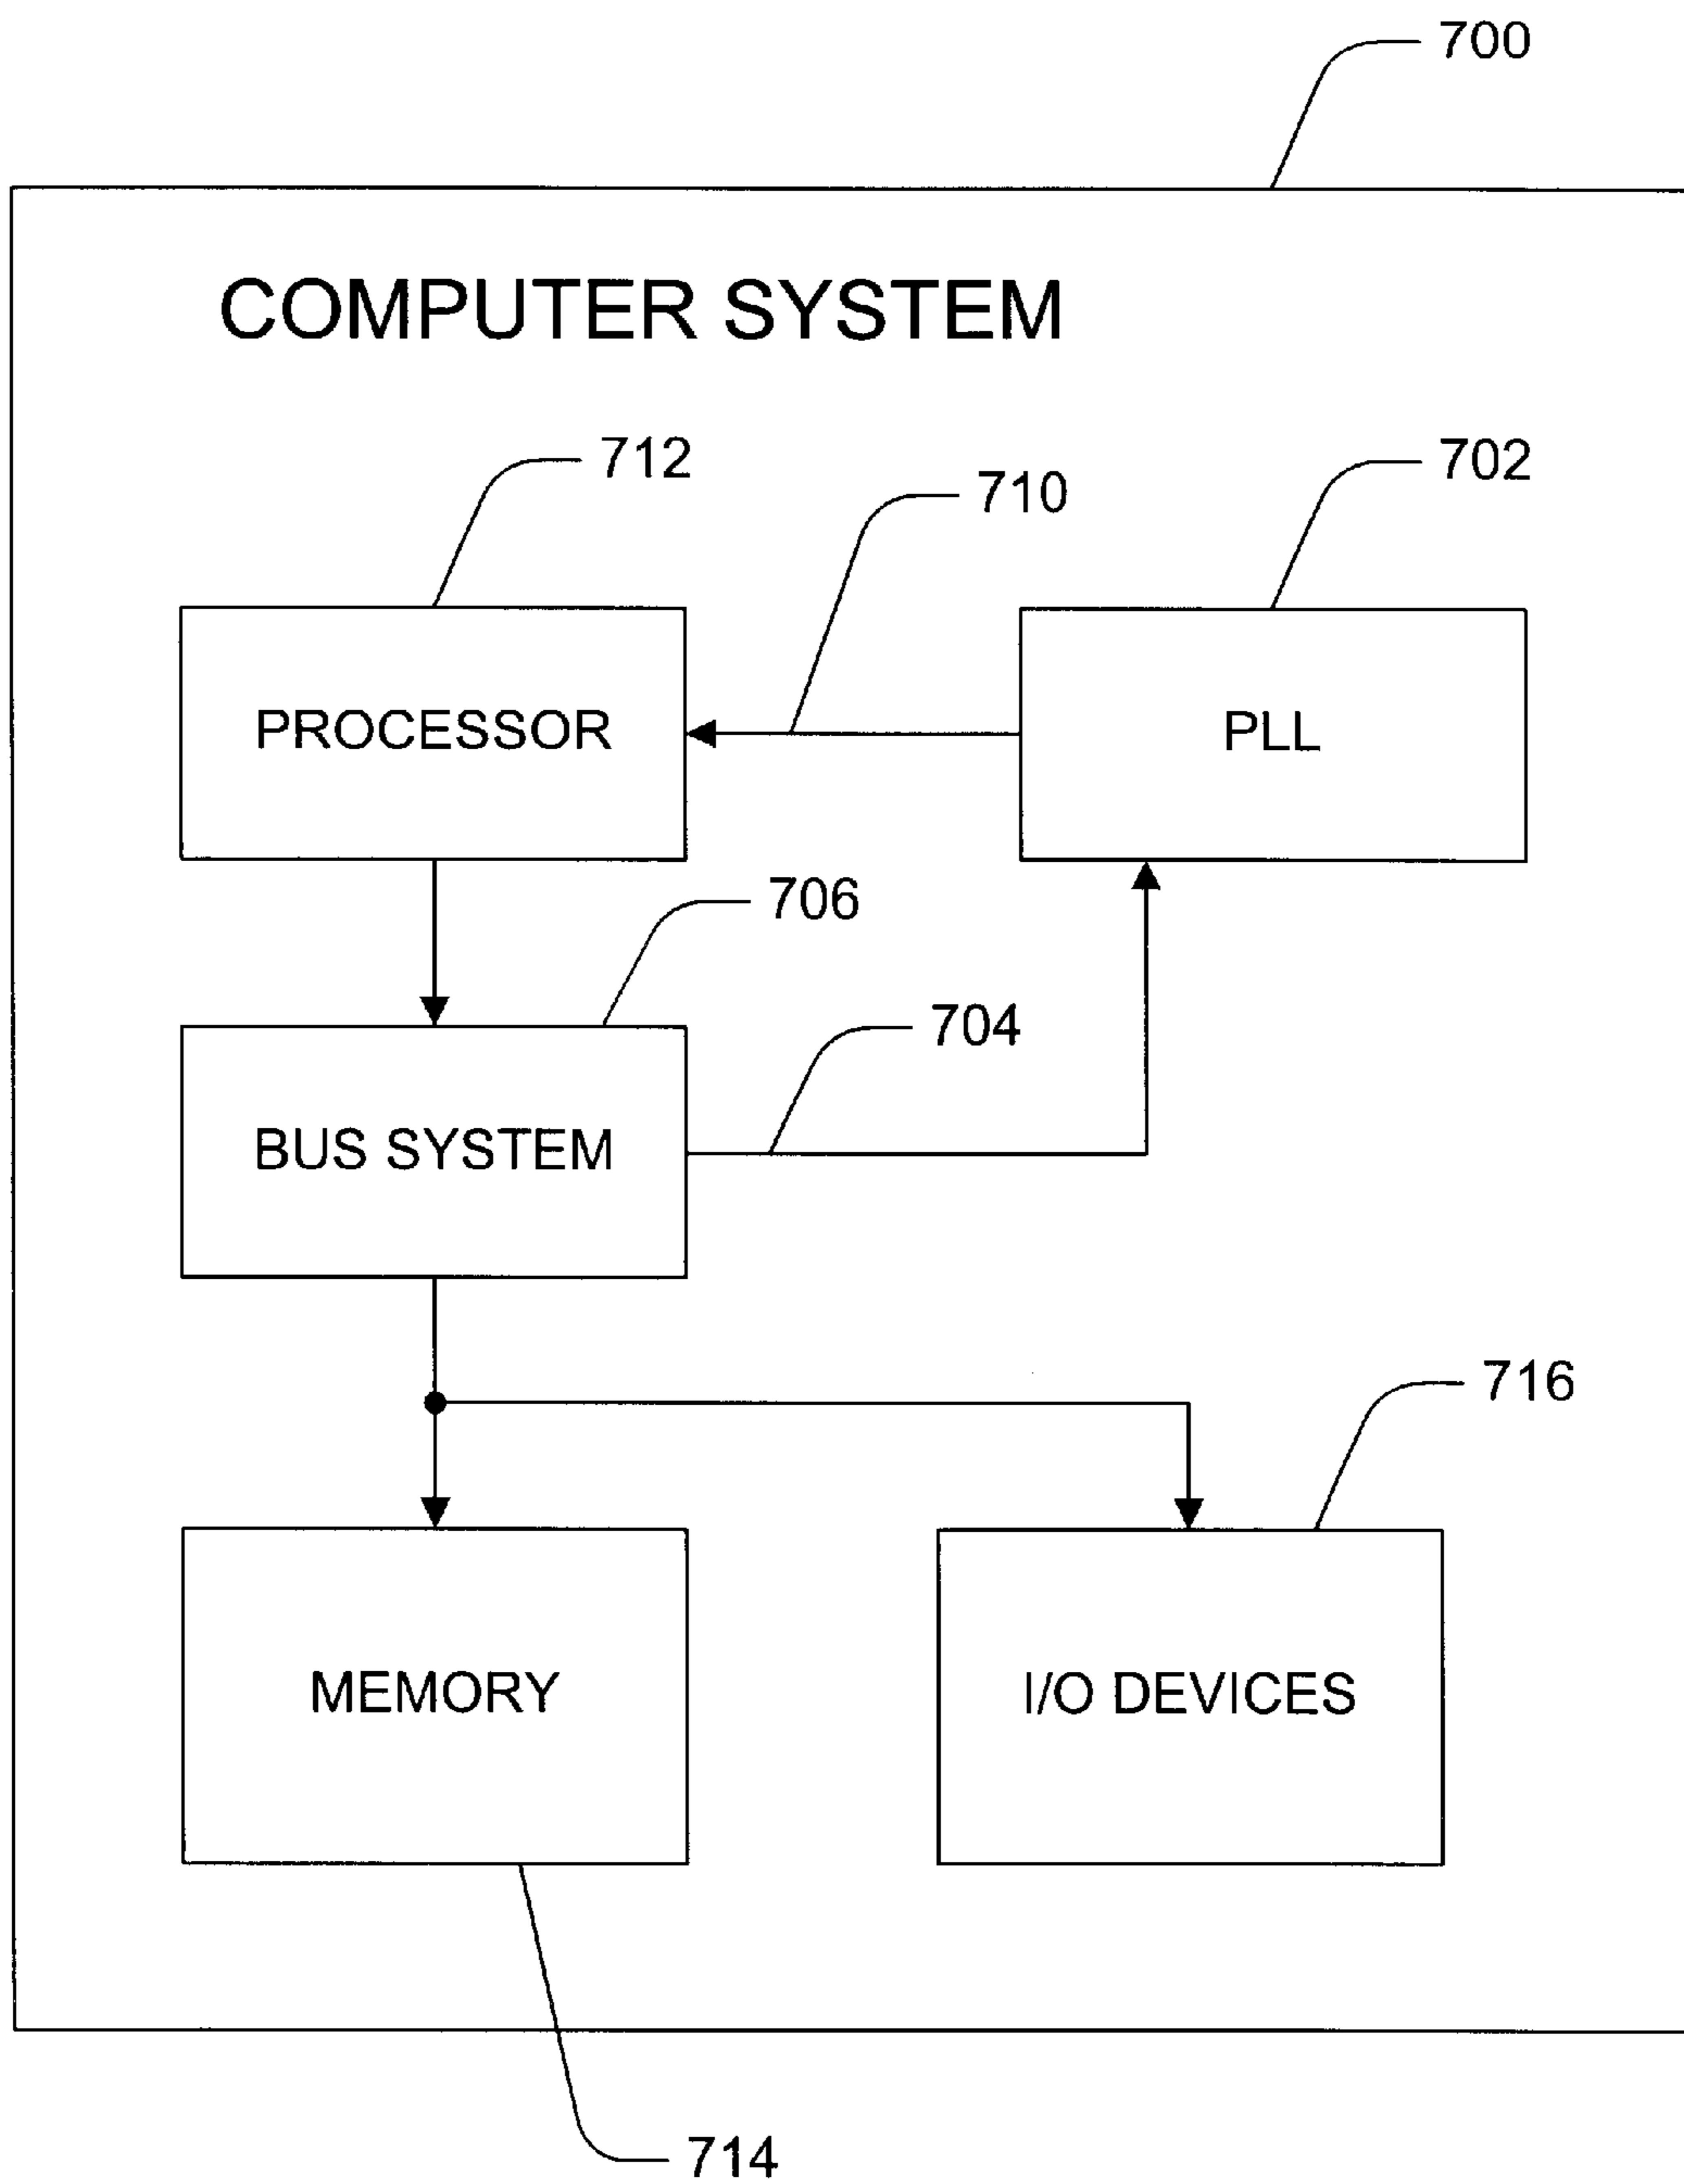 700
COMPUTER SYSTEM
712
710
702
PROCESSOR
PLL
706
704
BUS SYSTEM
716
MEMORY
I/O DEVICES
714